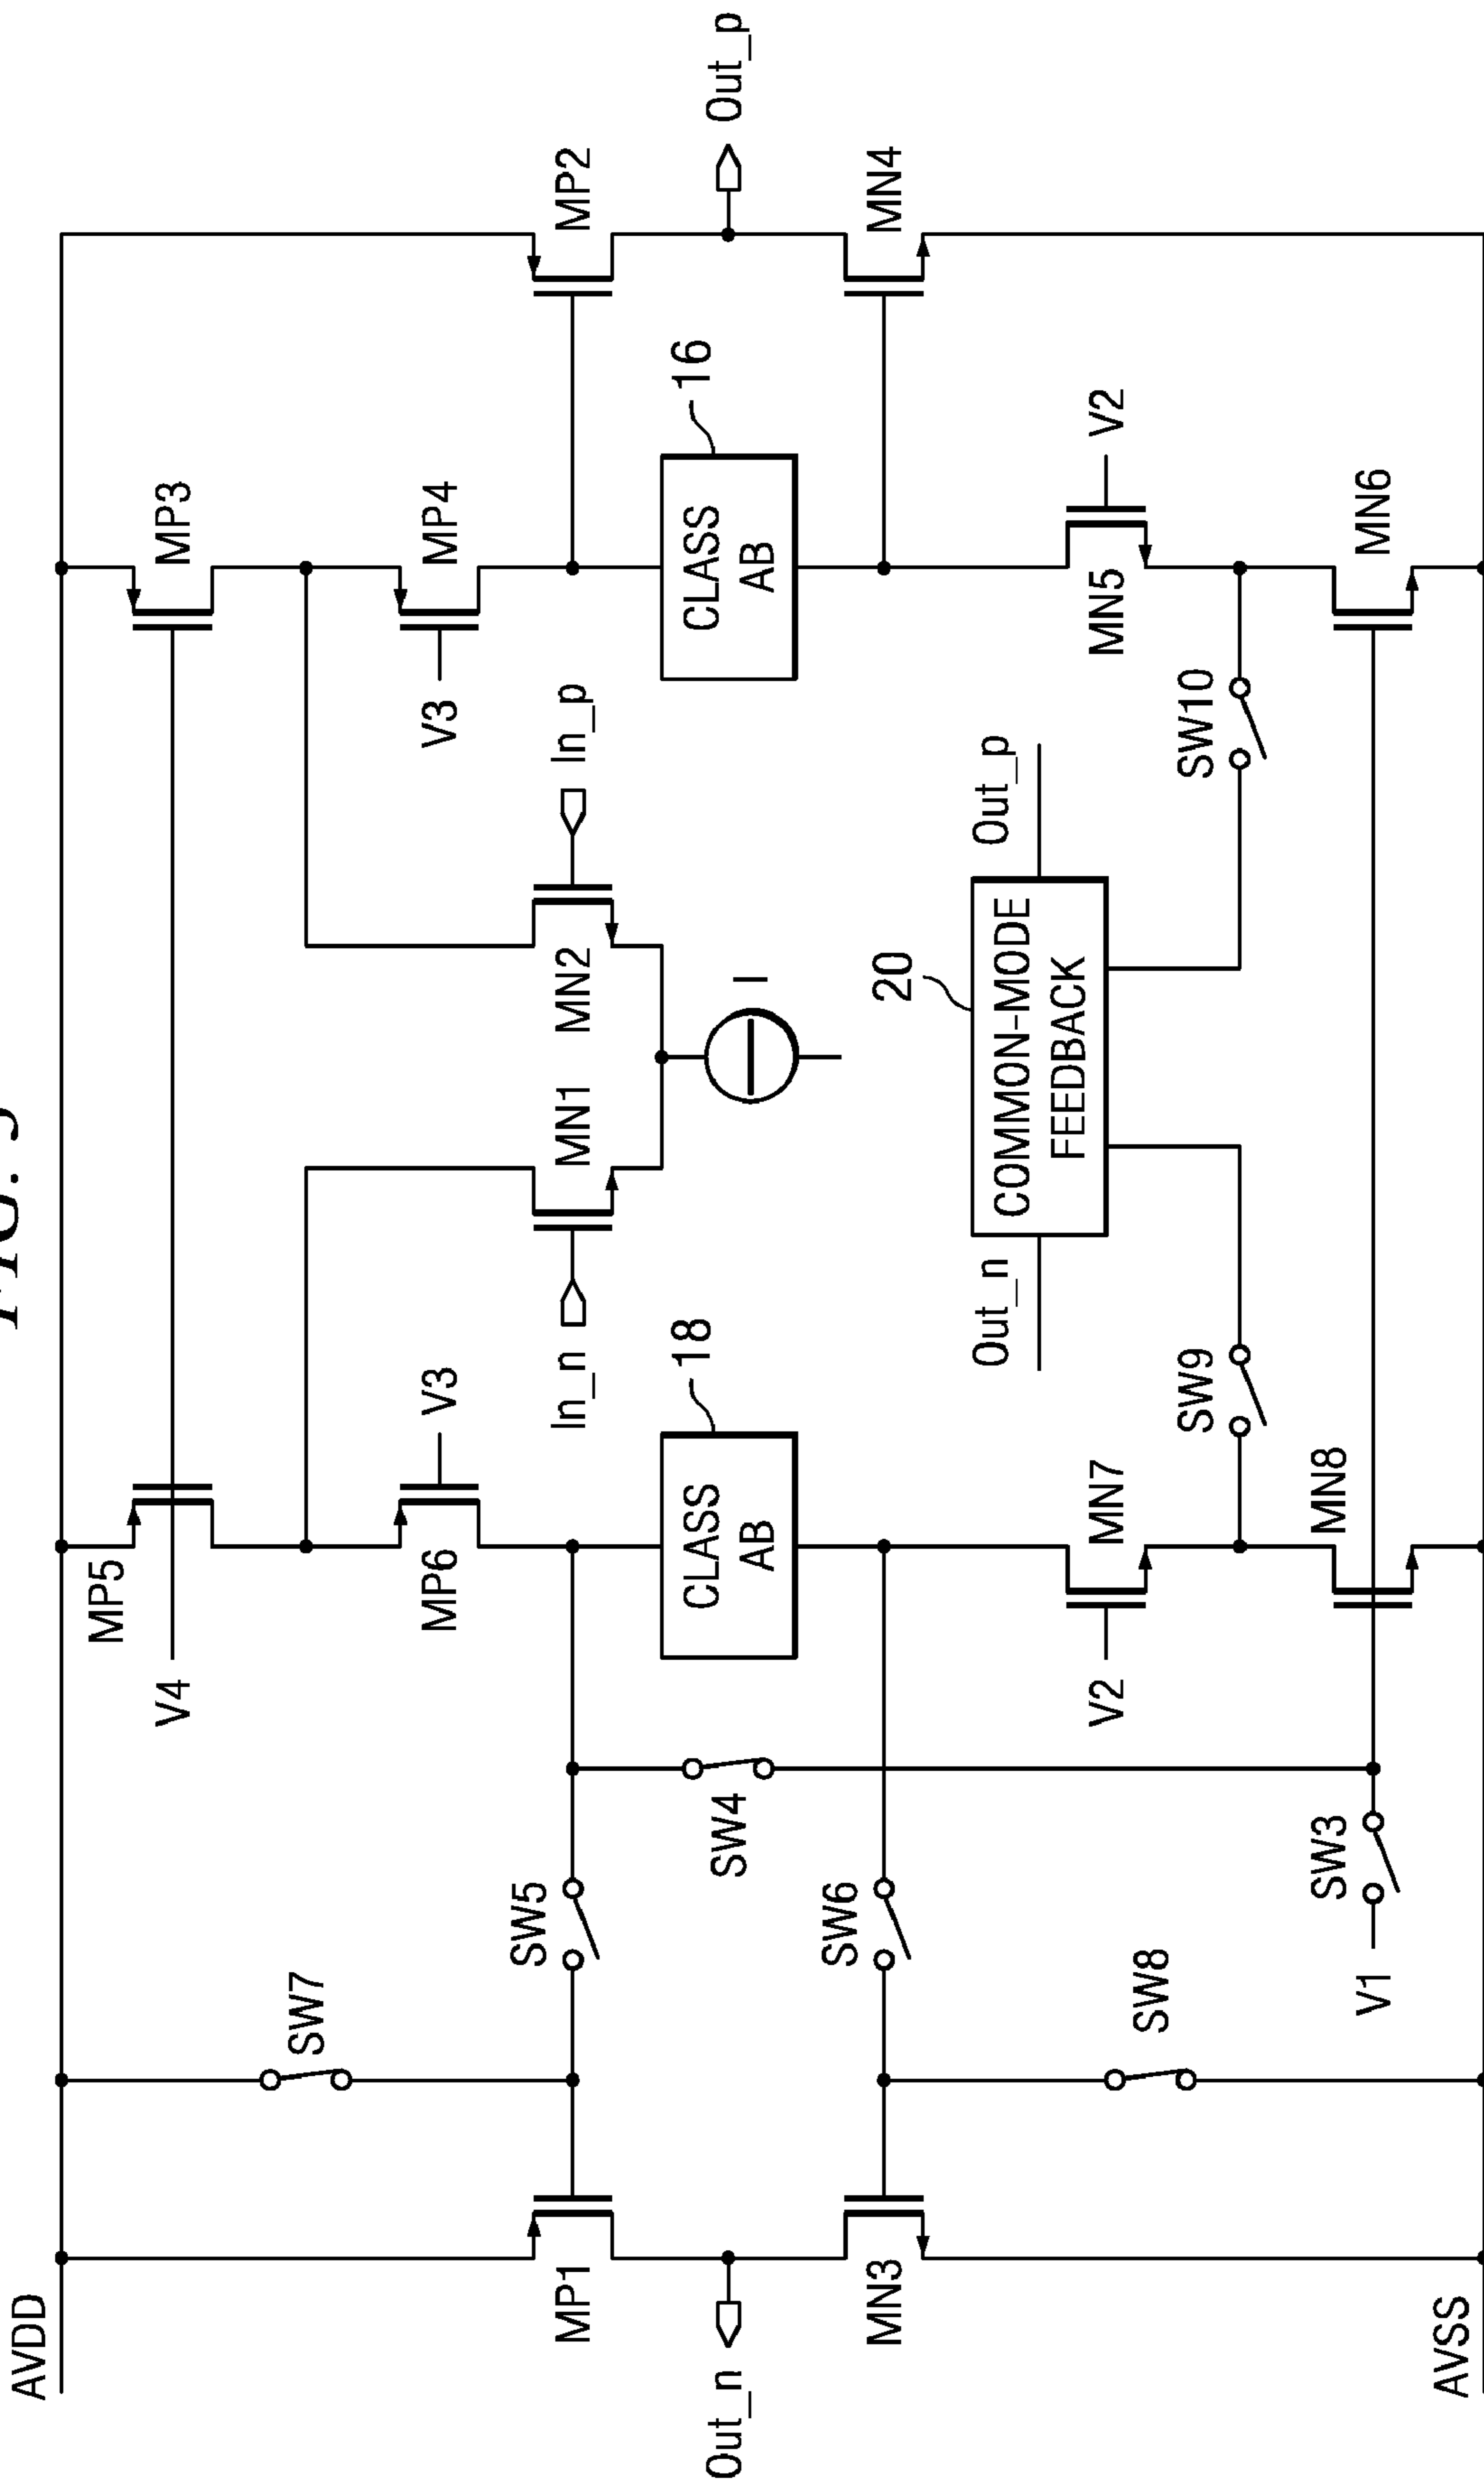 AVDD
MP5
V4
MP3
MP6
V3
V3
MP4
SW7
SW5
In_n
MN1
MN2
In_p
MP1
MP2
CLASS
AB
18
I
CLASS
AB
16
Out_n
SW4
Out_p
SW6
MN3
MN4
20
Out_n
COMMON-MODE
FEEDBACK
Out_p
SW8
V2
MN7
MN5
V2
SW9
SW10
V1
SW3
MN8
MN6
AVSS